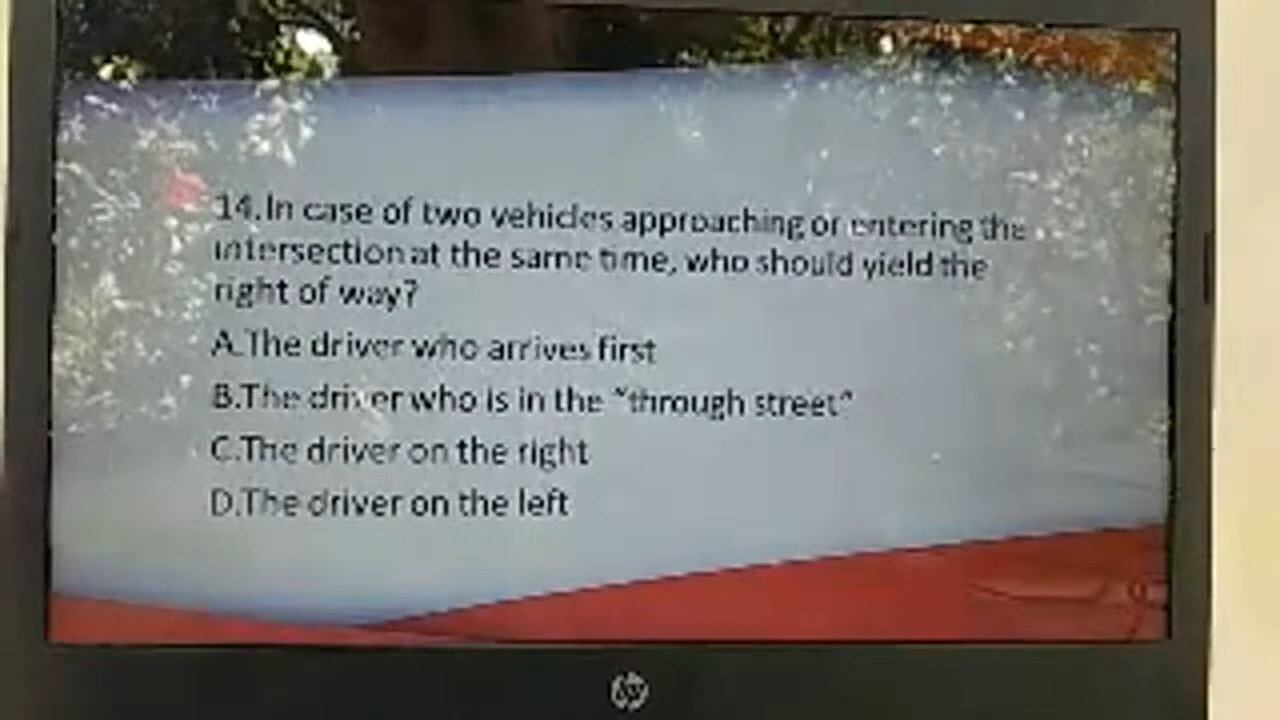 14.In case of two vehicles approaching or entering the
intersection at the same time, who should yield the
right of way?
A.The driver who arrives first
B.The driver who is in the "through street"
C.The driver on the right
D.The driver on the left
hp